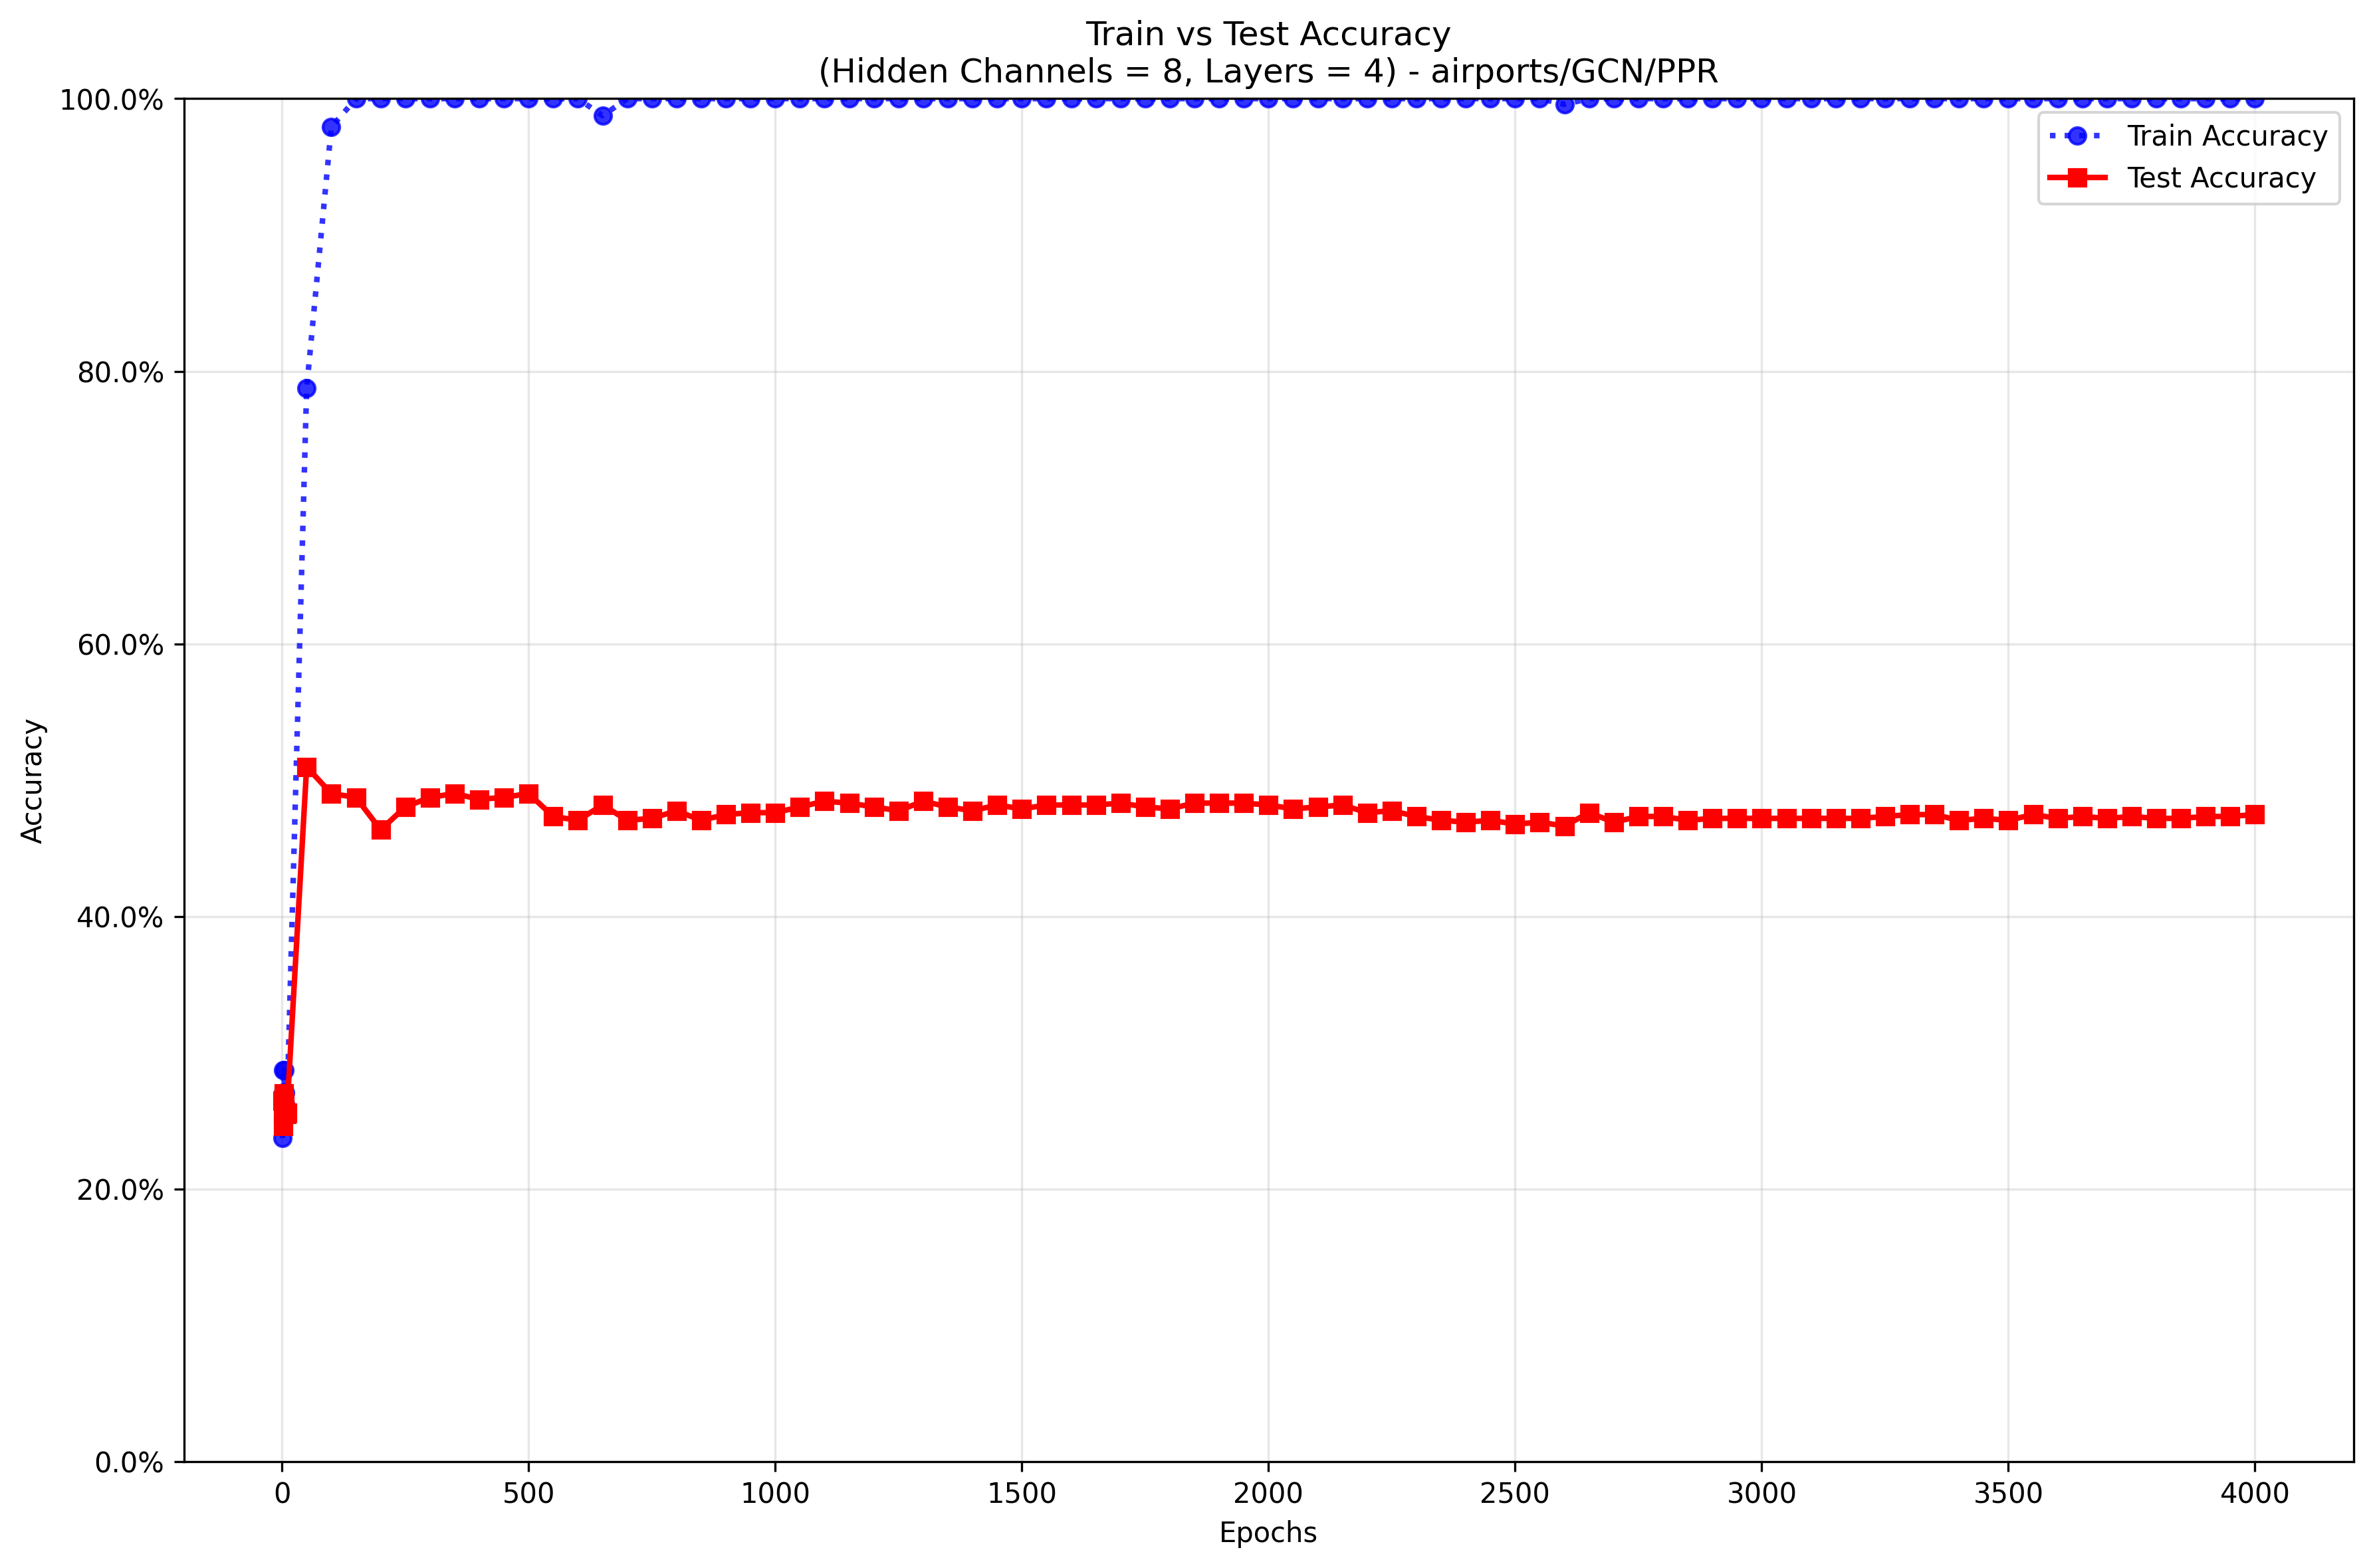 Train vs Test Accuracy
(Hidden Channels = 8, Layers = 4) - airports/GCN/PPR
100.0%
80.0%
60.0%
40.0%
20.0%
0.0%
Accuracy
Train Accuracy
Test Accuracy
0
500
1000
1500
2000
2500
3000
3500
4000
Epochs